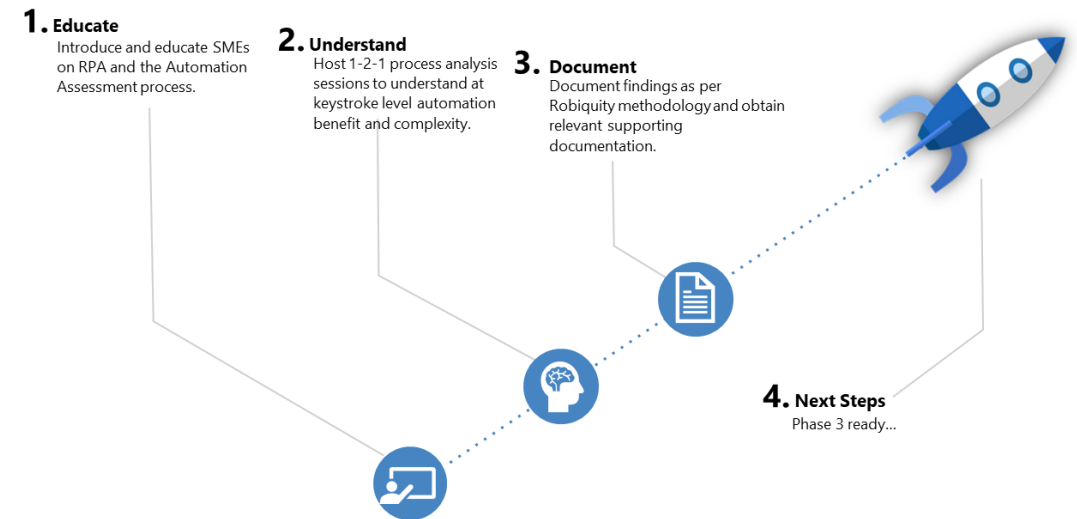 1. Educate
Introduce and educate SMEs
on RPA and the Automation
Assessment process.
2. Understand
Host 1-2-1 process analysis
sessions to understand at
keystroke level automation
benefit and complexity.
3. Document
Document findings as per
Robiquity methodology and obtain
relevant supporting
documentation.
4. Next Steps
Phase 3 ready...